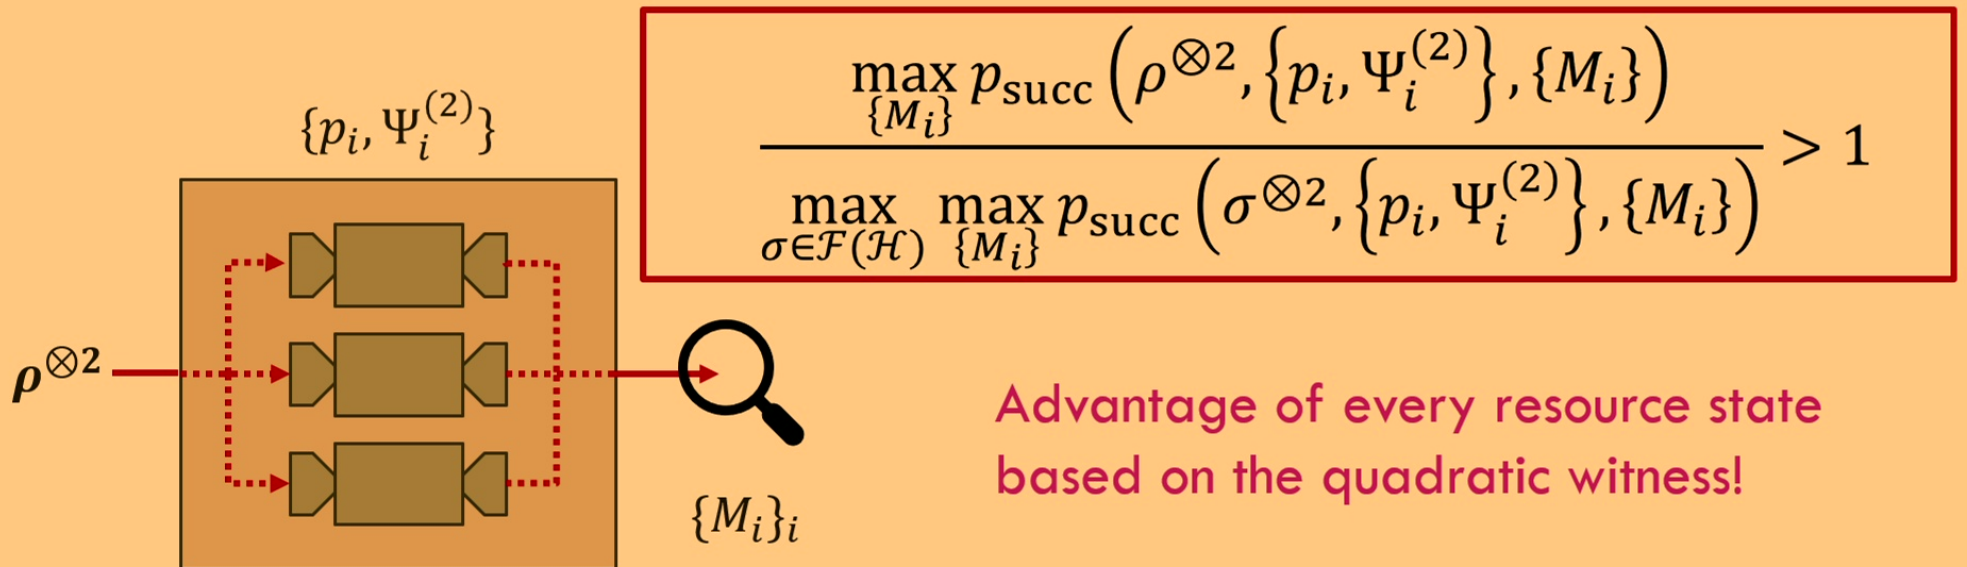 {p_i, Ψ_i^(2)}
max_{M_i} p_succ (ρ^⊗2, {p_i, Ψ_i^(2)}, {M_i})
max_{σ∈ℱ(ℋ)} max_{M_i} p_succ (σ^⊗2, {p_i, Ψ_i^(2)}, {M_i})
> 1
ρ^⊗2
{M_i}_i
Advantage of every resource state
based on the quadratic witness!